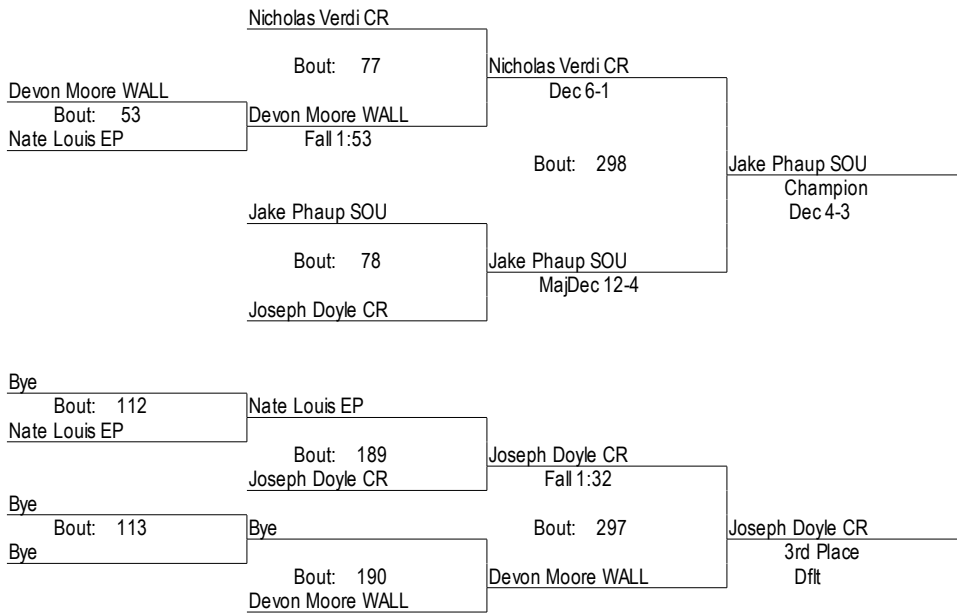 Nicholas Verdi CR
Bout: 77
Nicholas Verdi CR
Dec 6-1
Devon Moore WALL
Bout: 53
Devon Moore WALL
Nate Louis EP
Fall 1:53
Bout: 298
Jake Phaup SOU
Champion
Dec 4-3
Jake Phaup SOU
Bout: 78
Jake Phaup SOU
MajDec 12-4
Joseph Doyle CR
Bye
Bout: 112
Nate Louis EP
Nate Louis EP
Bout: 189
Joseph Doyle CR
Joseph Doyle CR
Fall 1:32
Bye
Bout: 113
Bye
Bye
Bout: 297
Joseph Doyle CR
3rd Place
Dflt
Bout: 190
Devon Moore WALL
Devon Moore WALL